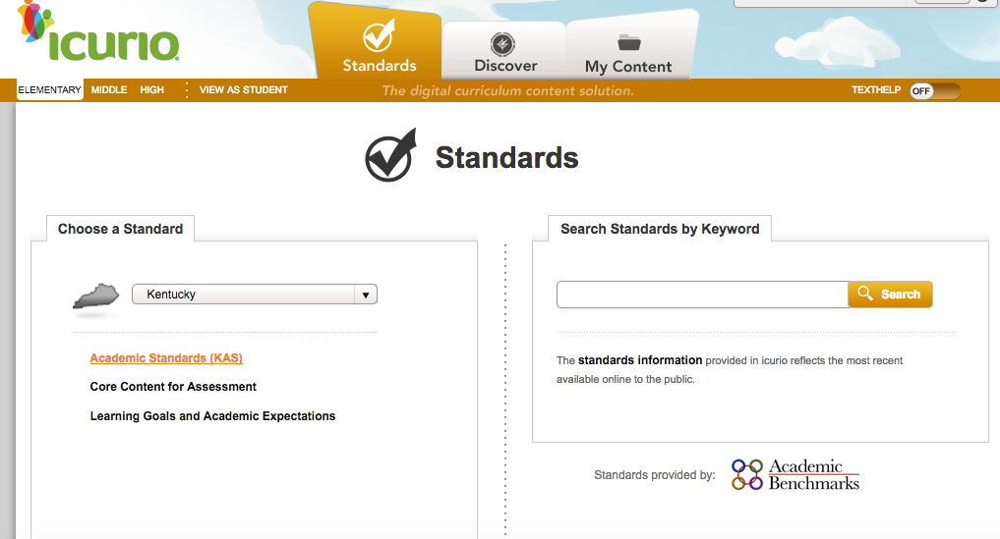 icurio
Standards
Discover
My Content
ELEMENTARY MIDDLE HIGH VIEW AS STUDENT The digital curriculum content solution. TEXTHELP OFF
Standards
Choose a Standard
Kentucky
Academic Standards (KAS)
Core Content for Assessment
Learning Goals and Academic Expectations
Search Standards by Keyword
Search
The standards information provided in icurio reflects the most recent
available online to the public.
Standards provided by: Academic
Benchmarks